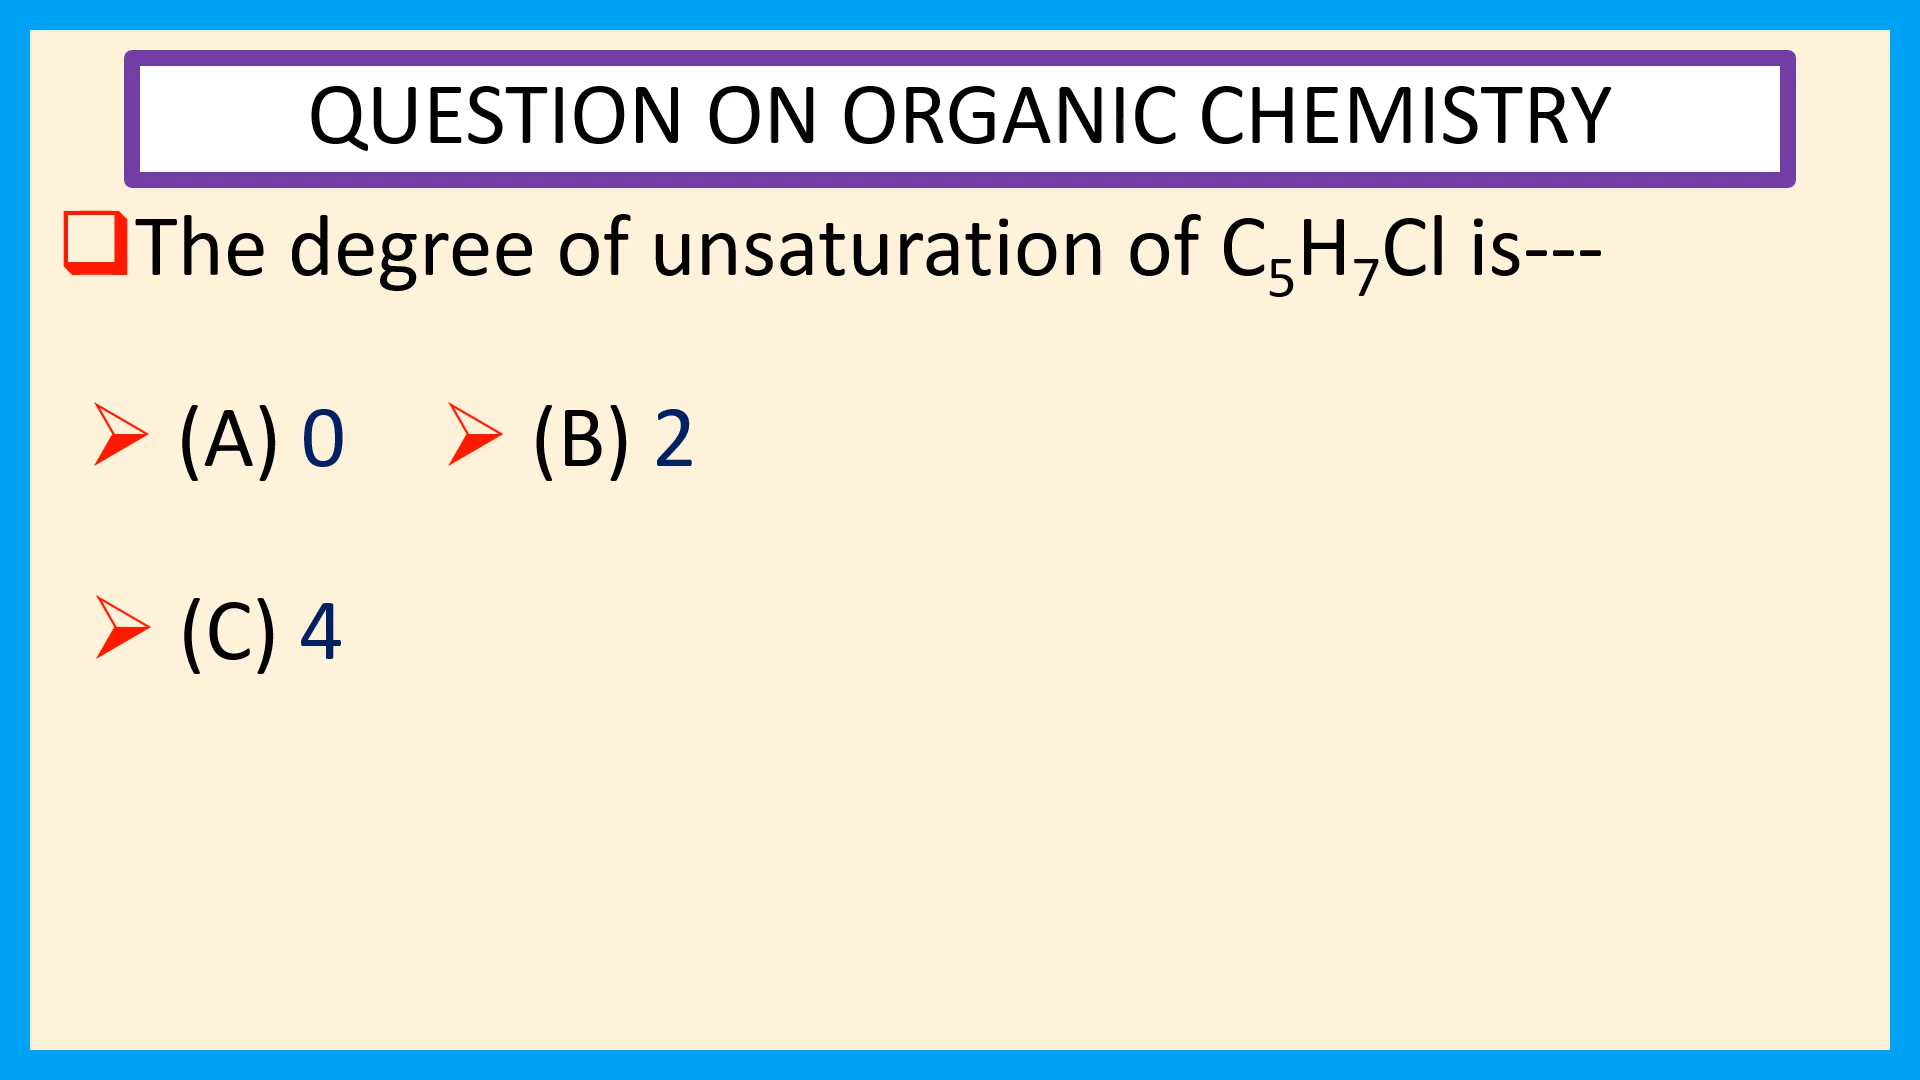 QUESTION ON ORGANIC CHEMISTRY
The degree of unsaturation of C₅H₇Cl is---
(A) 0 (B) 2
(C) 4